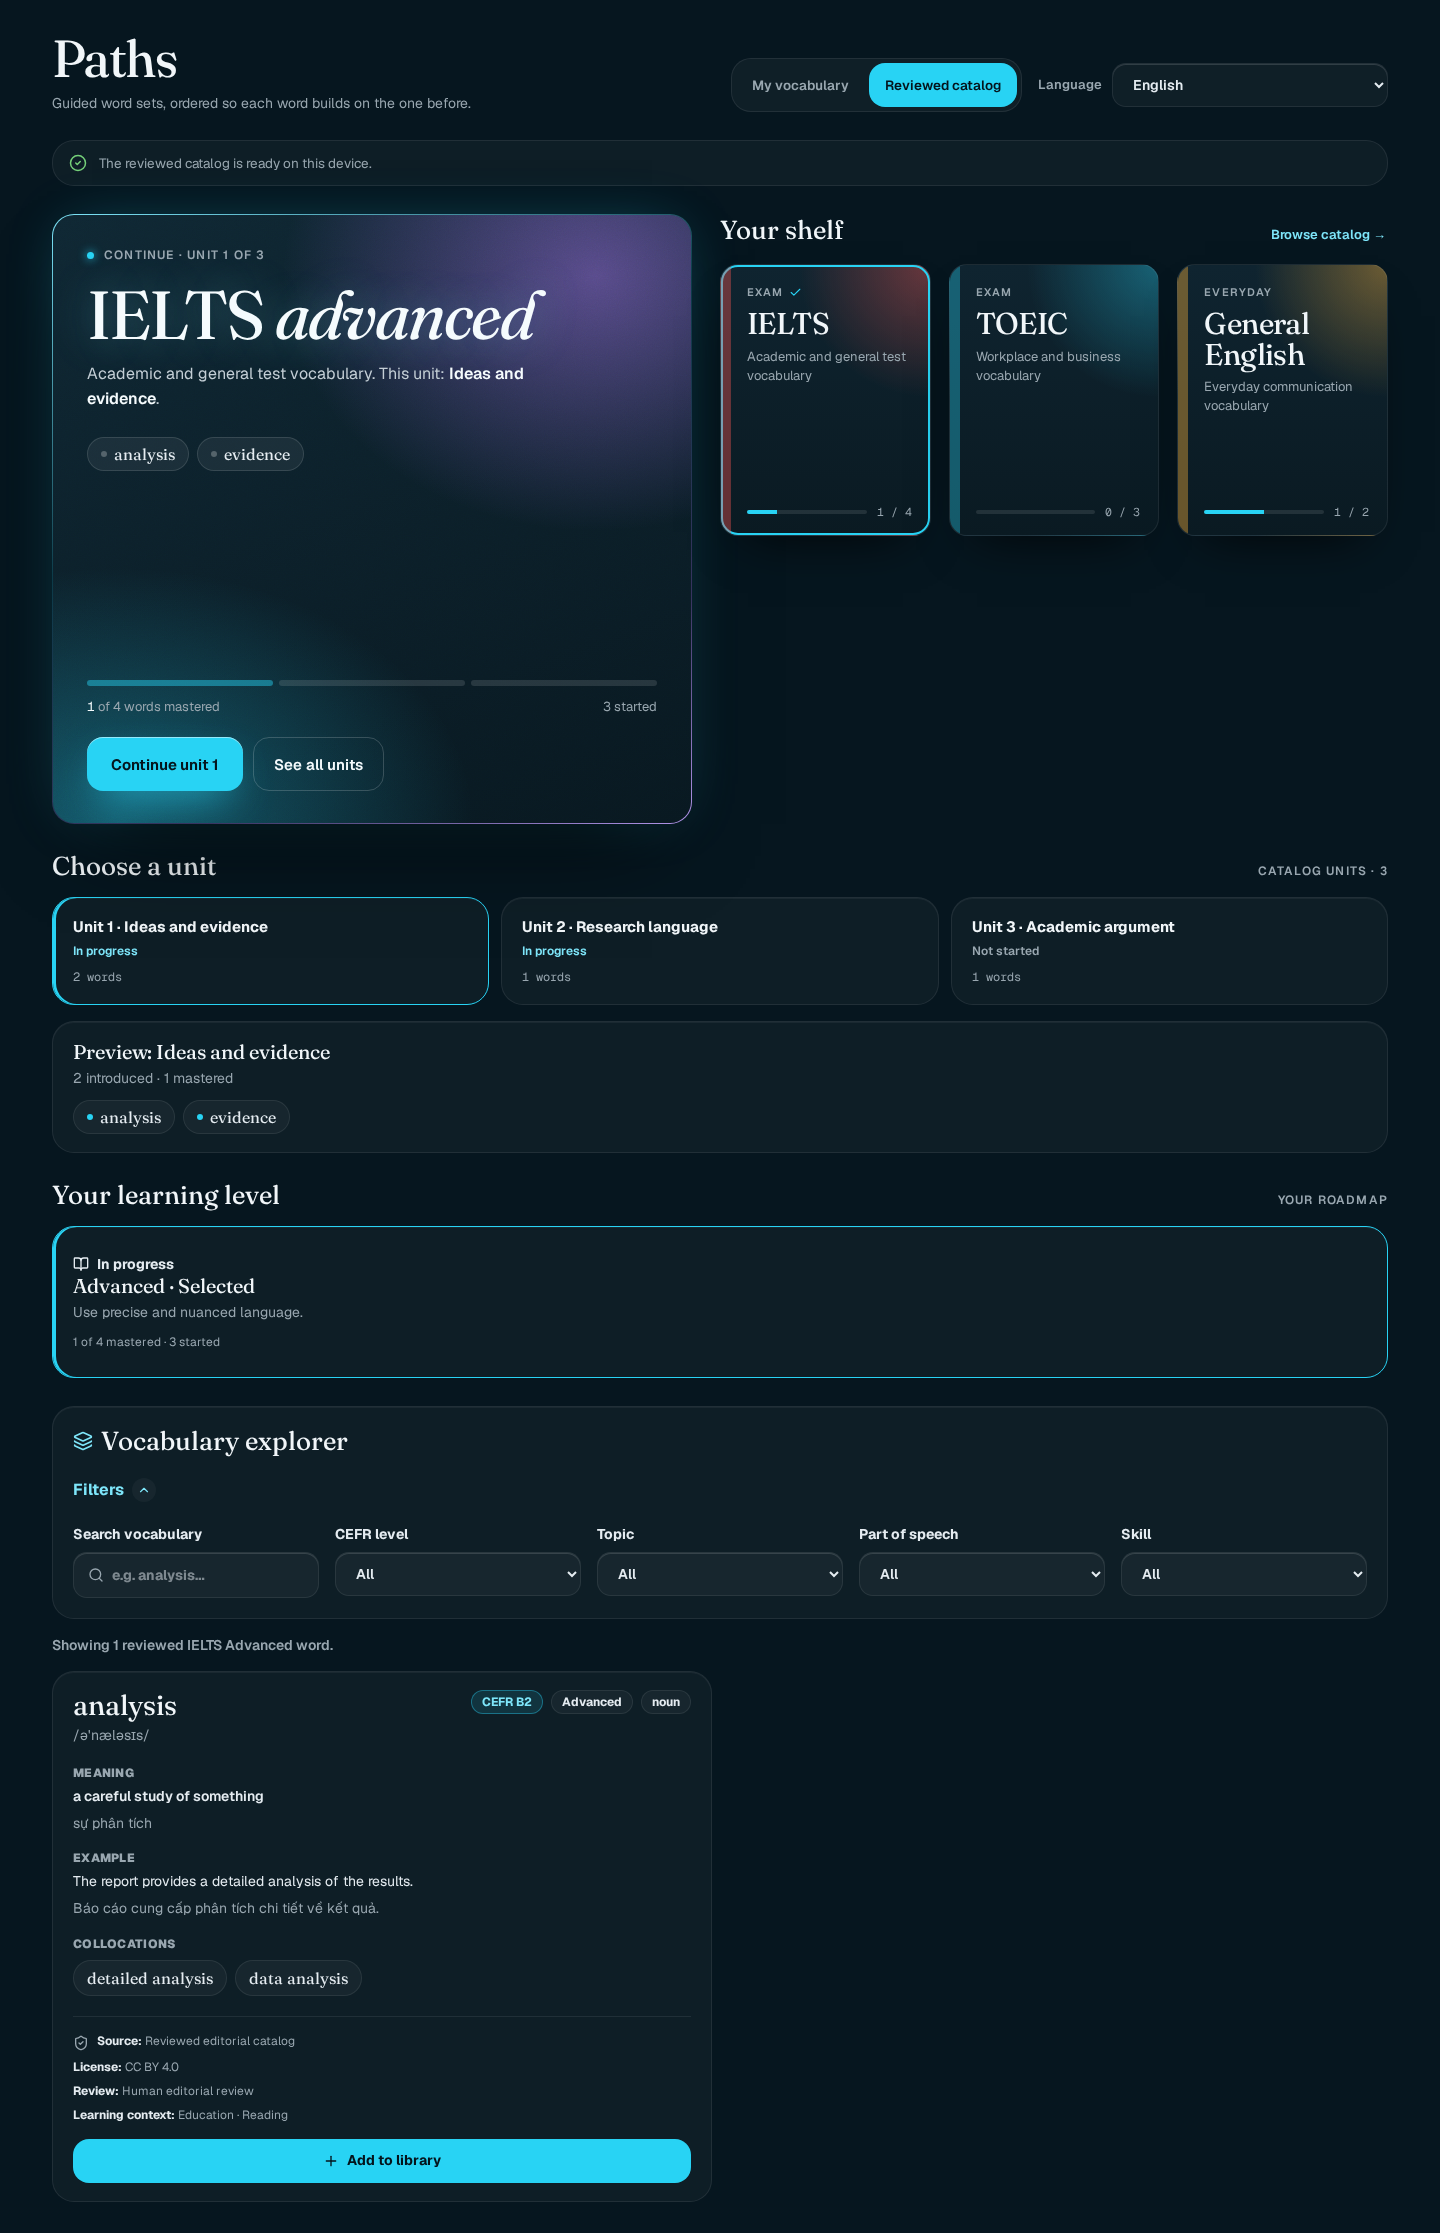 Paths
Guided word sets, ordered so each word builds on the one before.
My vocabulary
Reviewed catalog
Language
English
The reviewed catalog is ready on this device.
CONTINUE · UNIT 1 OF 3
IELTS advanced
Academic and general test vocabulary. This unit: Ideas and
evidence.
analysis
evidence
1 of 4 words mastered
3 started
Continue unit 1
See all units
Your shelf
Browse catalog →
EXAM
IELTS
Academic and general test
vocabulary
1 / 4
EXAM
TOEIC
Workplace and business
vocabulary
0 / 3
EVERYDAY
General
English
Everyday communication
vocabulary
1 / 2
Choose a unit
CATALOG UNITS · 3
Unit 1 · Ideas and evidence
In progress
2 words
Unit 2 · Research language
In progress
1 words
Unit 3 · Academic argument
Not started
1 words
Preview: Ideas and evidence
2 introduced · 1 mastered
analysis
evidence
Your learning level
YOUR ROADMAP
In progress
Advanced · Selected
Use precise and nuanced language.
1 of 4 mastered · 3 started
Vocabulary explorer
Filters
Search vocabulary
e.g. analysis...
CEFR level
All
Topic
All
Part of speech
All
Skill
All
Showing 1 reviewed IELTS Advanced word.
analysis
CEFR B2
Advanced
noun
/əˈnæləsɪs/
MEANING
a careful study of something
sự phân tích
EXAMPLE
The report provides a detailed analysis of the results.
Báo cáo cung cấp phân tích chi tiết về kết quả.
COLLOCATIONS
detailed analysis
data analysis
Source: Reviewed editorial catalog
License: CC BY 4.0
Review: Human editorial review
Learning context: Education · Reading
+ Add to library